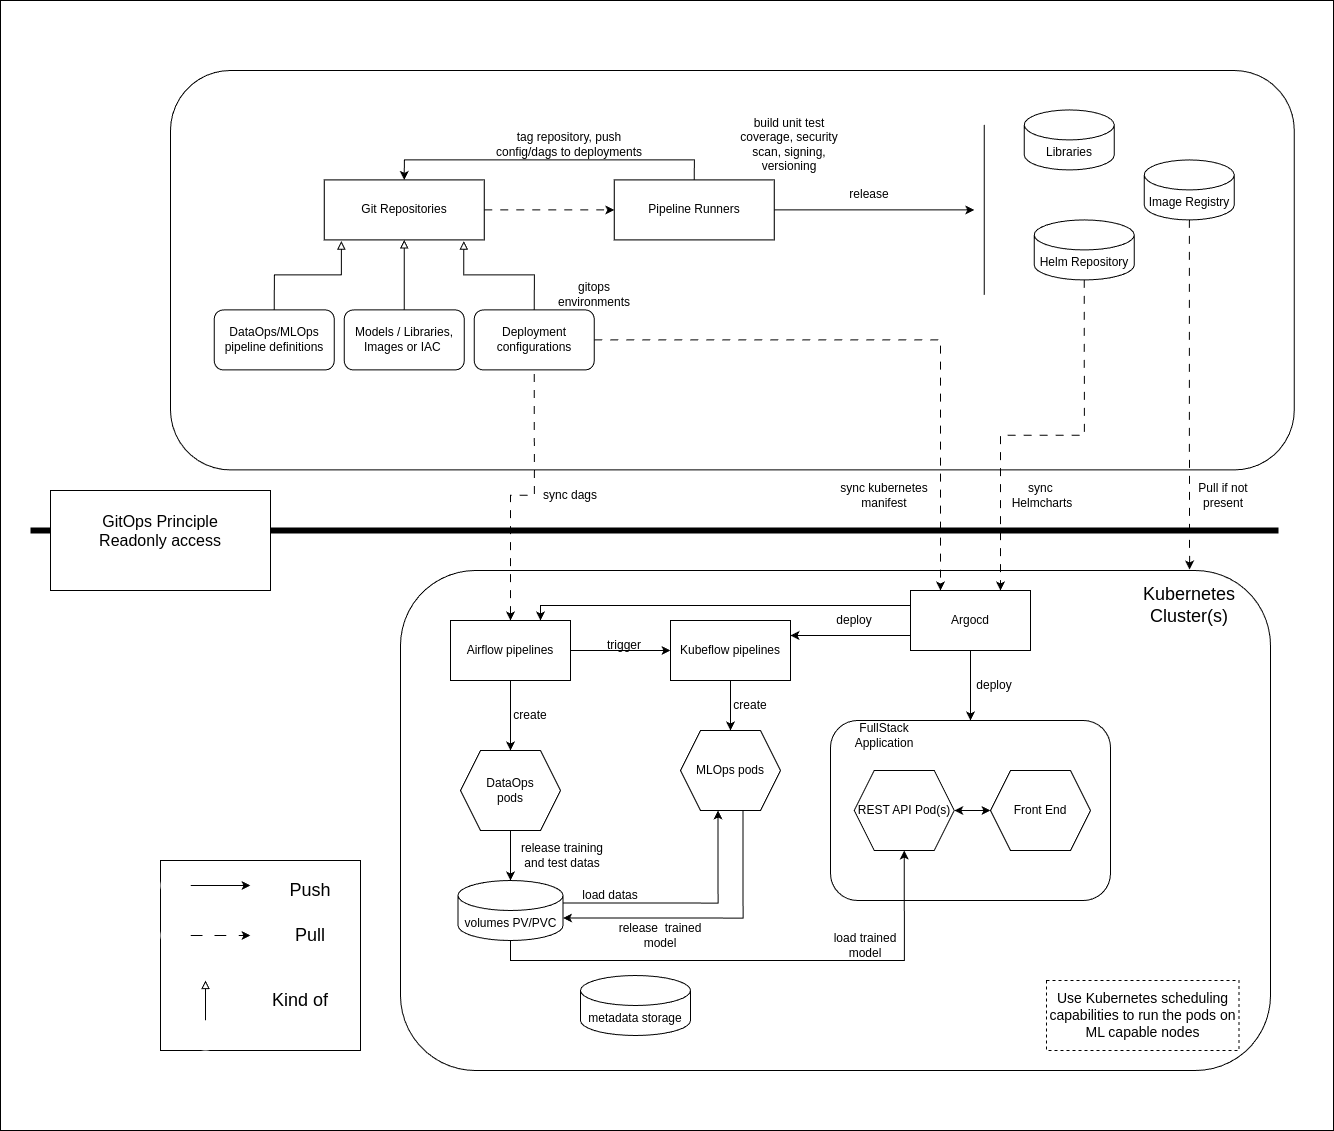 build unit test
coverage, security
scan, signing,
versioning
tag repository, push
config/dags to deployments
Libraries
Git Repositories
Pipeline Runners
release
Image Registry
Helm Repository
gitops
environments
DataOps/MLOps
pipeline definitions
Models / Libraries,
Images or IAC
Deployment
configurations
sync dags
sync kubernetes
manifest
sync
Helmcharts
Pull if not
present
GitOps Principle
Readonly access
Kubernetes
Cluster(s)
Airflow pipelines
trigger
Kubeflow pipelines
deploy
Argocd
create
create
deploy
FullStack
Application
DataOps
pods
MLOps pods
REST API Pod(s)
Front End
release training
and test datas
volumes PV/PVC
load datas
release  trained
model
load trained
model
metadata storage
Use Kubernetes scheduling
capabilities to run the pods on
ML capable nodes
Push
Pull
Kind of